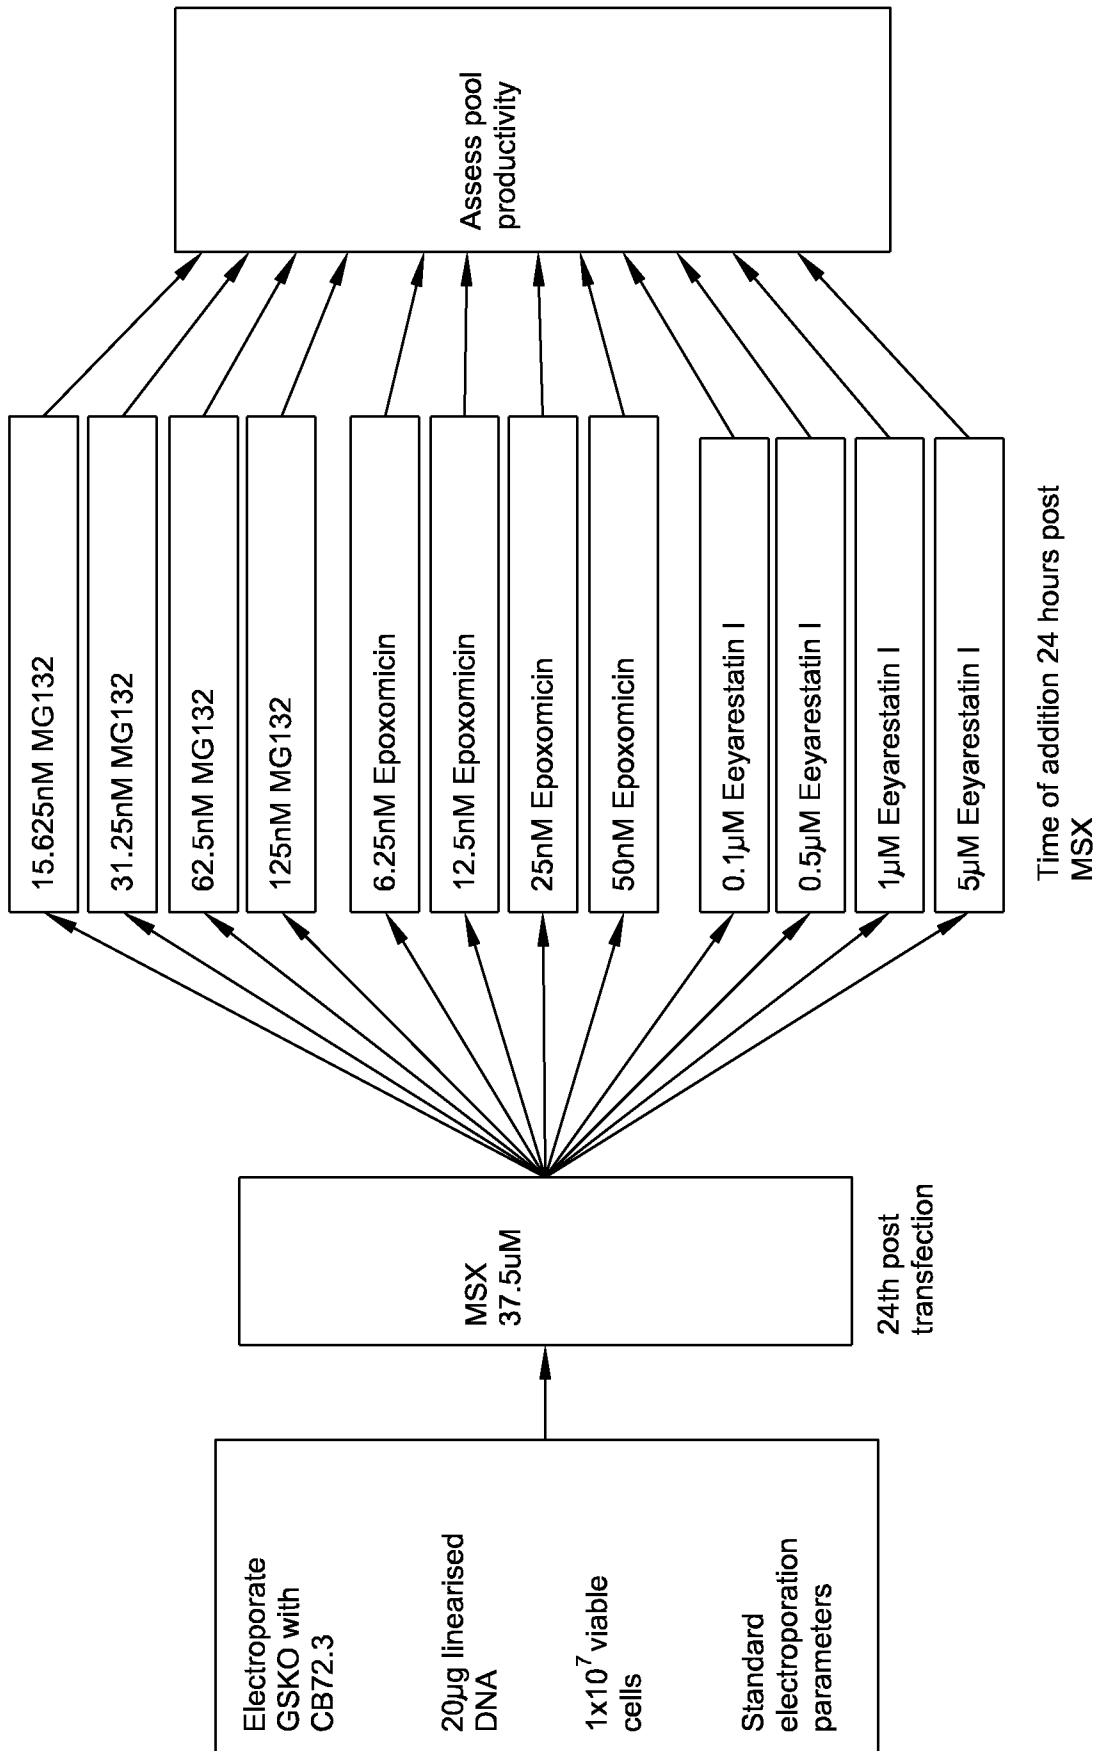 Electroporate
GSKO with
CB72.3
20µg linearised
DNA
1x10⁷ viable
cells
Standard
electroporation
parameters
MSX
37.5uM
24th post
transfection
15.625nM MG132
31.25nM MG132
62.5nM MG132
125nM MG132
6.25nM Epoxomicin
12.5nM Epoxomicin
25nM Epoxomicin
50nM Epoxomicin
0.1µM Eeyarestatin I
0.5µM Eeyarestatin I
1µM Eeyarestatin I
5µM Eeyarestatin I
Time of addition 24 hours post
MSX
Assess pool
productivity